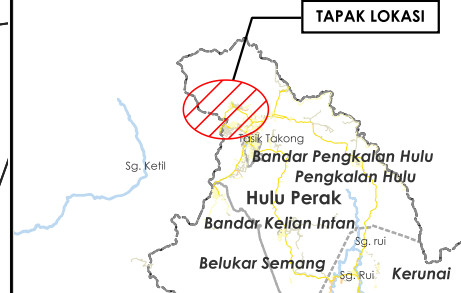 TAPAK LOKASI
Tasik Takong
Bandar Pengkalan Hulu
Sg. Ketil
Pengkalan Hulu
Hulu Perak
Bandar Kelian Intan
Sg. rui
Belukar Semang
Sg. Rui
Kerunai